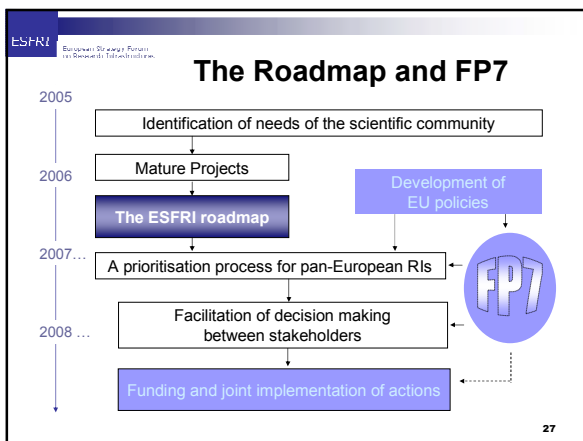 ESFRI
European Strategy Forum
on Research Infrastructures
The Roadmap and FP7
2005
Identification of needs of the scientific community
2006
Mature Projects
Development of
EU policies
The ESFRI roadmap
2007...
A prioritisation process for pan-European RIs
FP7
Facilitation of decision making
between stakeholders
2008 ...
Funding and joint implementation of actions
27